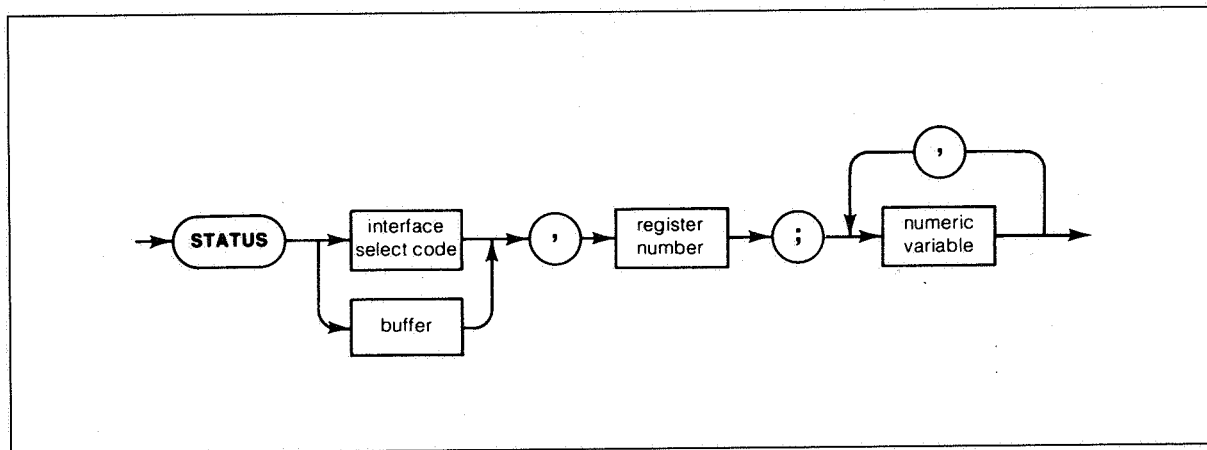 ,
STATUS
interface
select code
,
register
number
;
numeric
variable
buffer